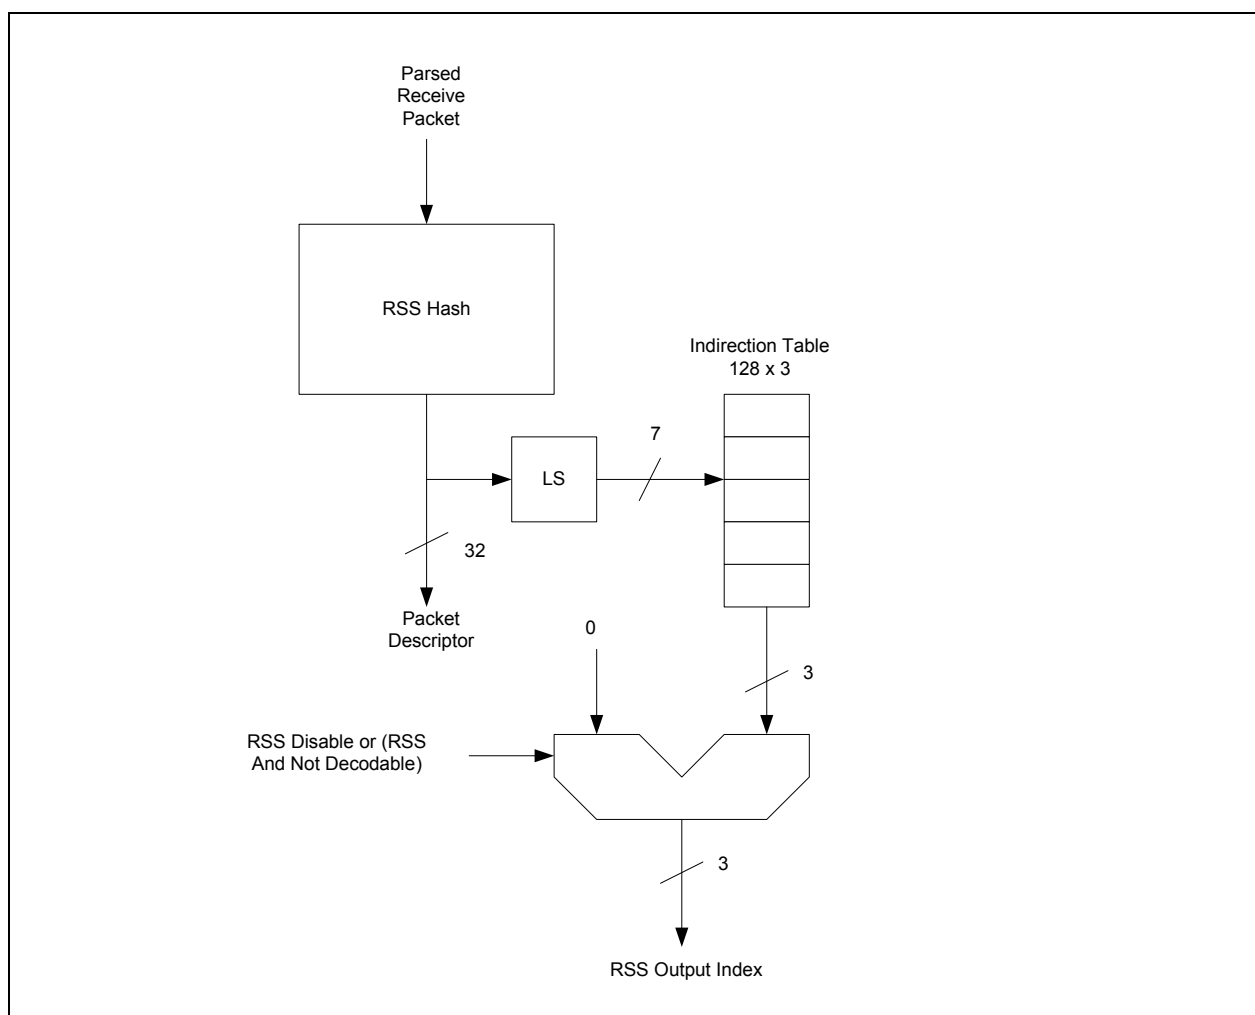 Parsed
Receive
Packet
RSS Hash
Indirection Table
128 x 3
7
LS
32
Packet
Descriptor
0
3
RSS Disable or (RSS
And Not Decodable)
3
RSS Output Index